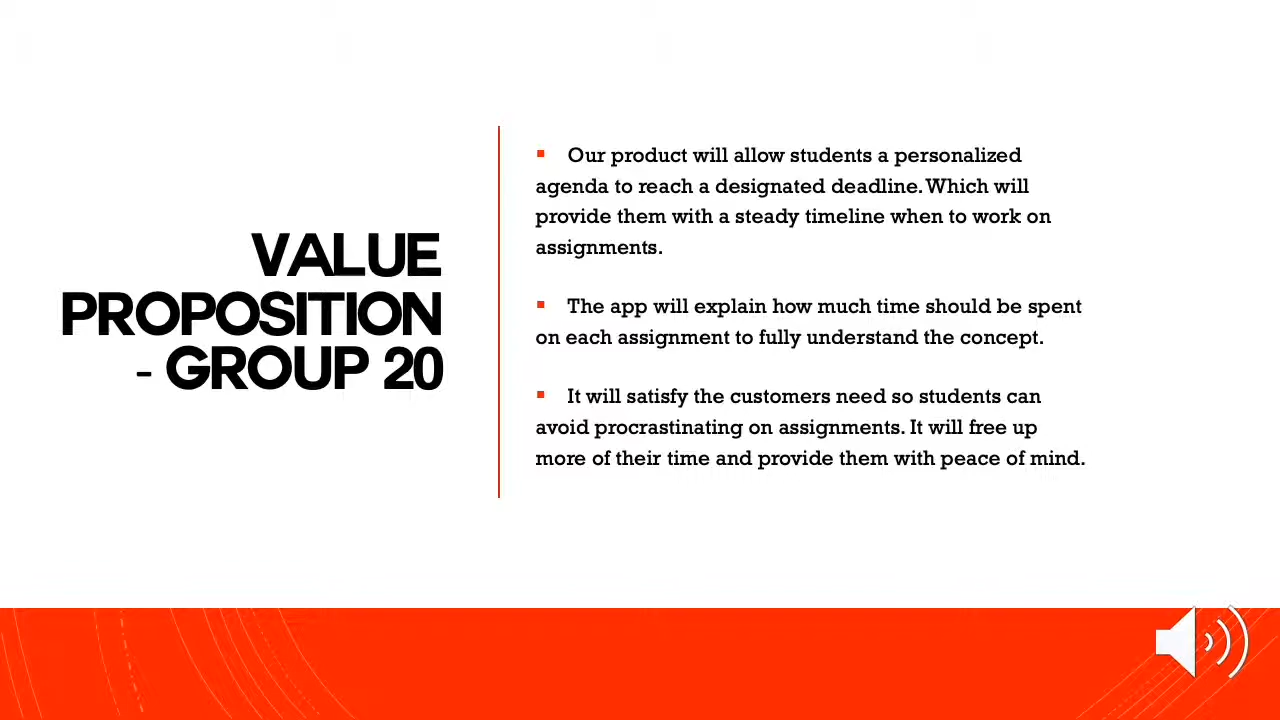 VALUE
PROPOSITION
- GROUP 20
▪ Our product will allow students a personalized
agenda to reach a designated deadline. Which will
provide them with a steady timeline when to work on
assignments.
▪ The app will explain how much time should be spent
on each assignment to fully understand the concept.
▪ It will satisfy the customers need so students can
avoid procrastinating on assignments. It will free up
more of their time and provide them with peace of mind.